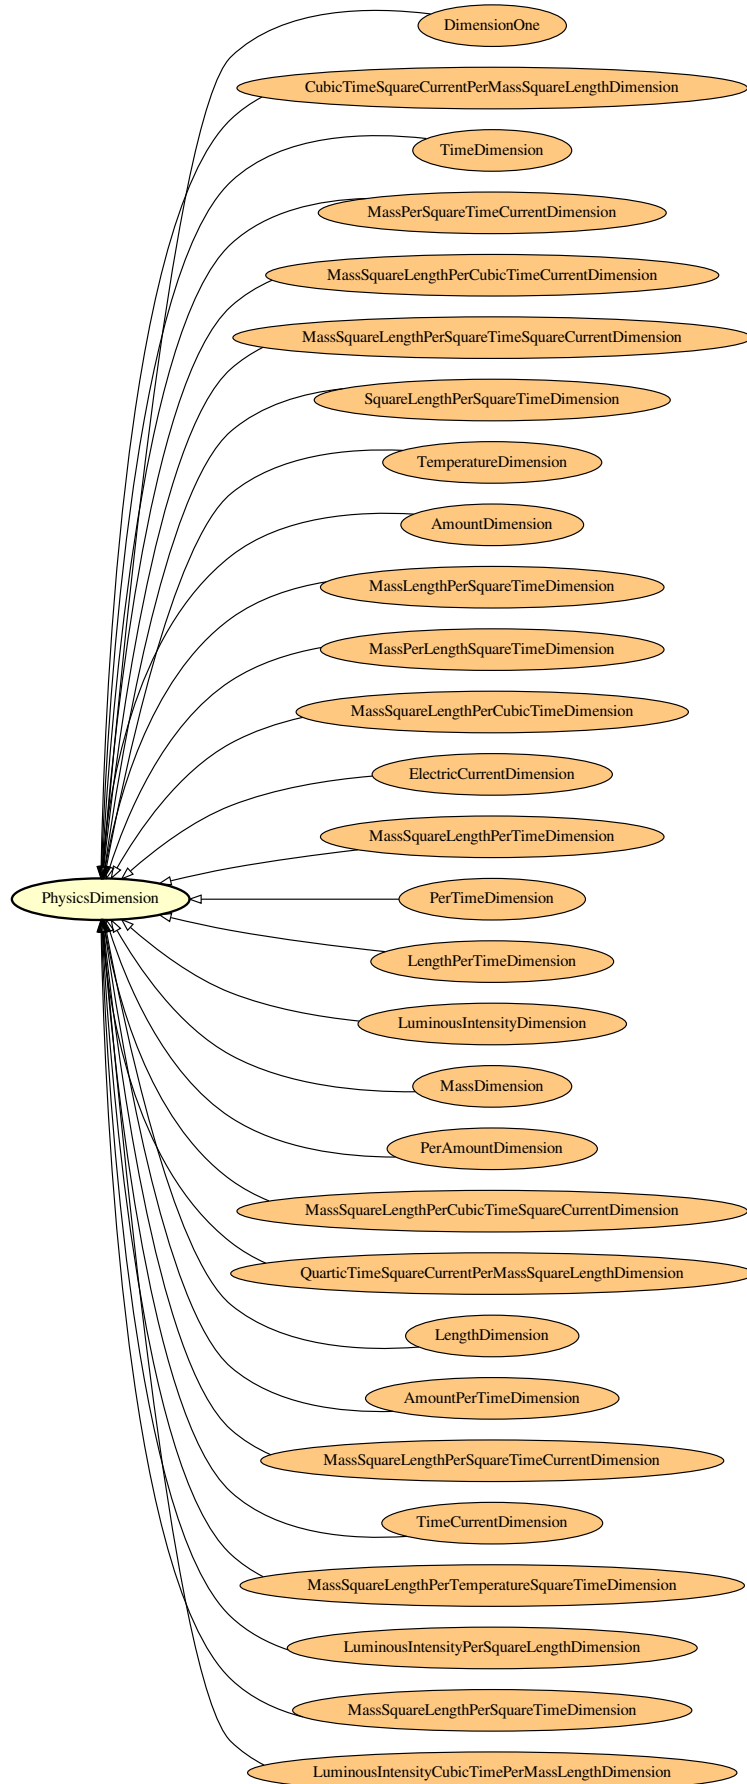 DimensionOne
CubicTimeSquareCurrentPerMassSquareLengthDimension
TimeDimension
MassPerSquareTimeCurrentDimension
MassSquareLengthPerCubicTimeCurrentDimension
MassSquareLengthPerSquareTimeSquareCurrentDimension
SquareLengthPerSquareTimeDimension
TemperatureDimension
AmountDimension
MassLengthPerSquareTimeDimension
MassPerLengthSquareTimeDimension
MassSquareLengthPerCubicTimeDimension
ElectricCurrentDimension
MassSquareLengthPerTimeDimension
PhysicsDimension
PerTimeDimension
LengthPerTimeDimension
LuminousIntensityDimension
MassDimension
PerAmountDimension
MassSquareLengthPerCubicTimeSquareCurrentDimension
QuarticTimeSquareCurrentPerMassSquareLengthDimension
LengthDimension
AmountPerTimeDimension
MassSquareLengthPerSquareTimeCurrentDimension
TimeCurrentDimension
MassSquareLengthPerTemperatureSquareTimeDimension
LuminousIntensityPerSquareLengthDimension
MassSquareLengthPerSquareTimeDimension
LuminousIntensityCubicTimePerMassLengthDimension